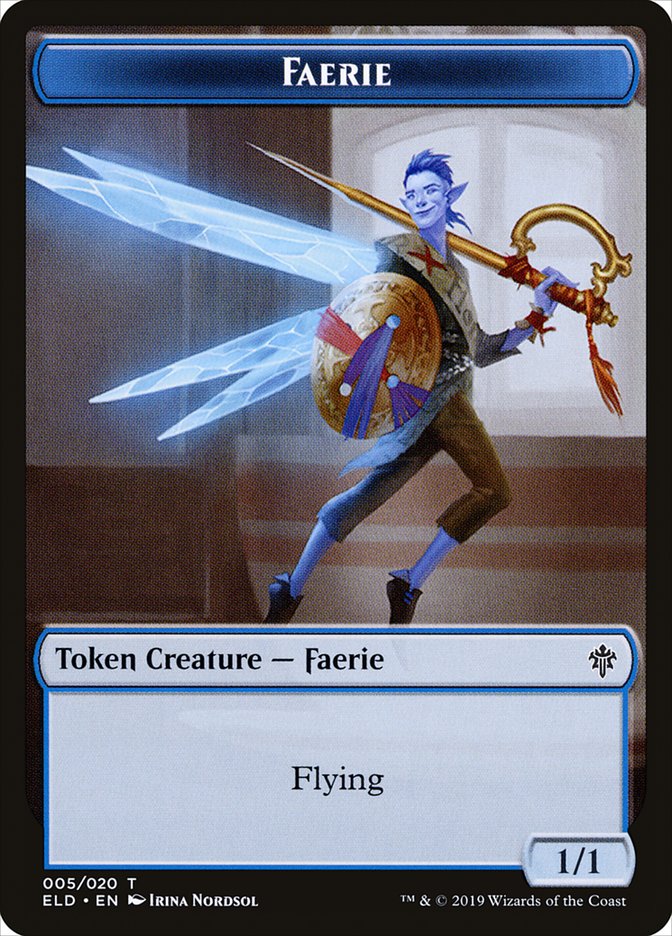 Faerie
Token Creature — Faerie
Flying
1/1
005/020 T
ELD • EN Irina Nordsol
™ & © 2019 Wizards of the Coast